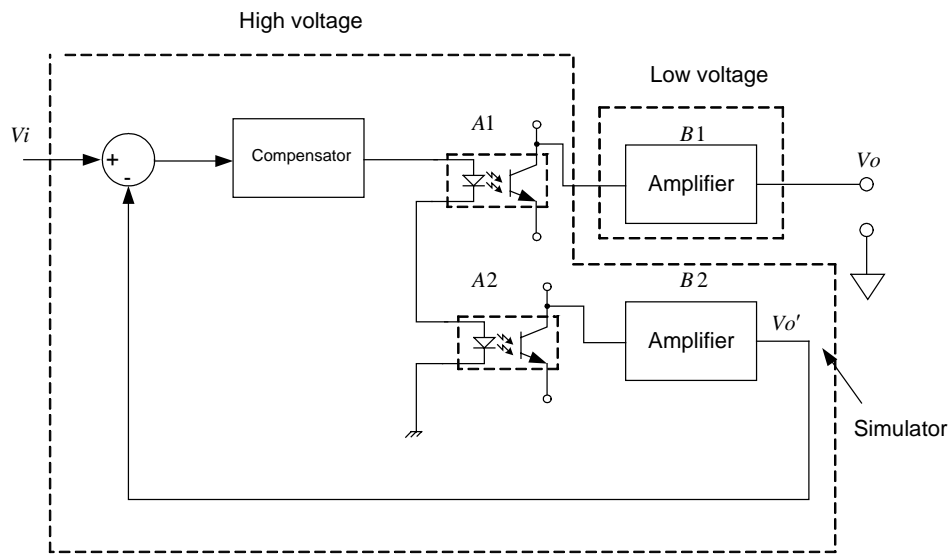 High voltage
Low voltage
Vi
+
-
Compensator
A1
B1
Amplifier
Vo
A2
B2
Amplifier
Vo'
Simulator